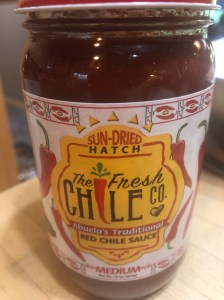 SUN-DRIED
HATCH
The Fresh
CHILE CO.
Abuela's Traditional
RED CHILE SAUCE
MEDIUM